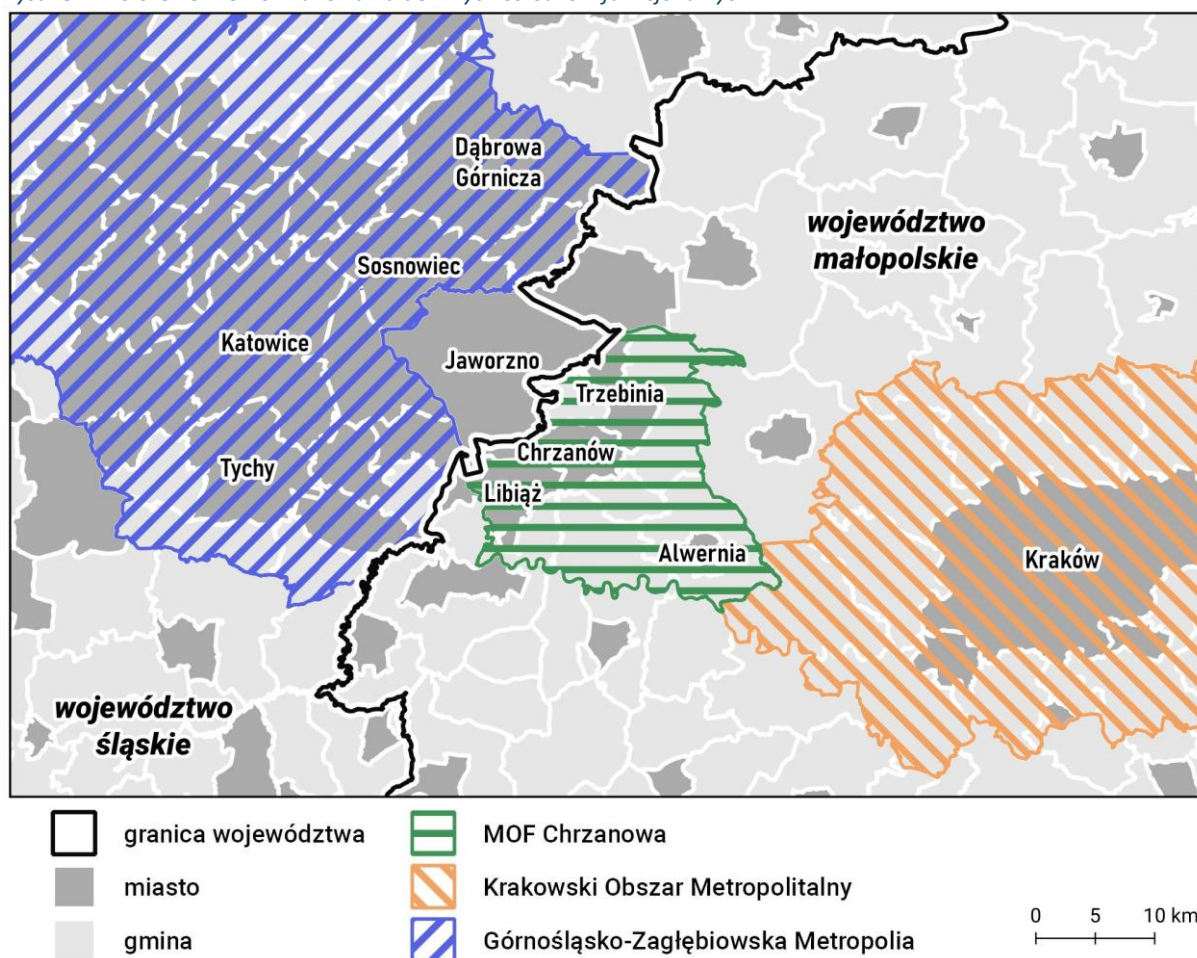 Dąbrowa
Górnicza
województwo
małopolskie
Sosnowiec
Katowice
Jaworzno
Trzebinia
Chrzanów
Tychy
Libiąż
Alwernia
Kraków
województwo
śląskie
granica województwa
miasto
gmina
MOF Chrzanowa
Krakowski Obszar Metropolitalny
Górnośląsko-Zagłębiowska Metropolia
0 5 10 km